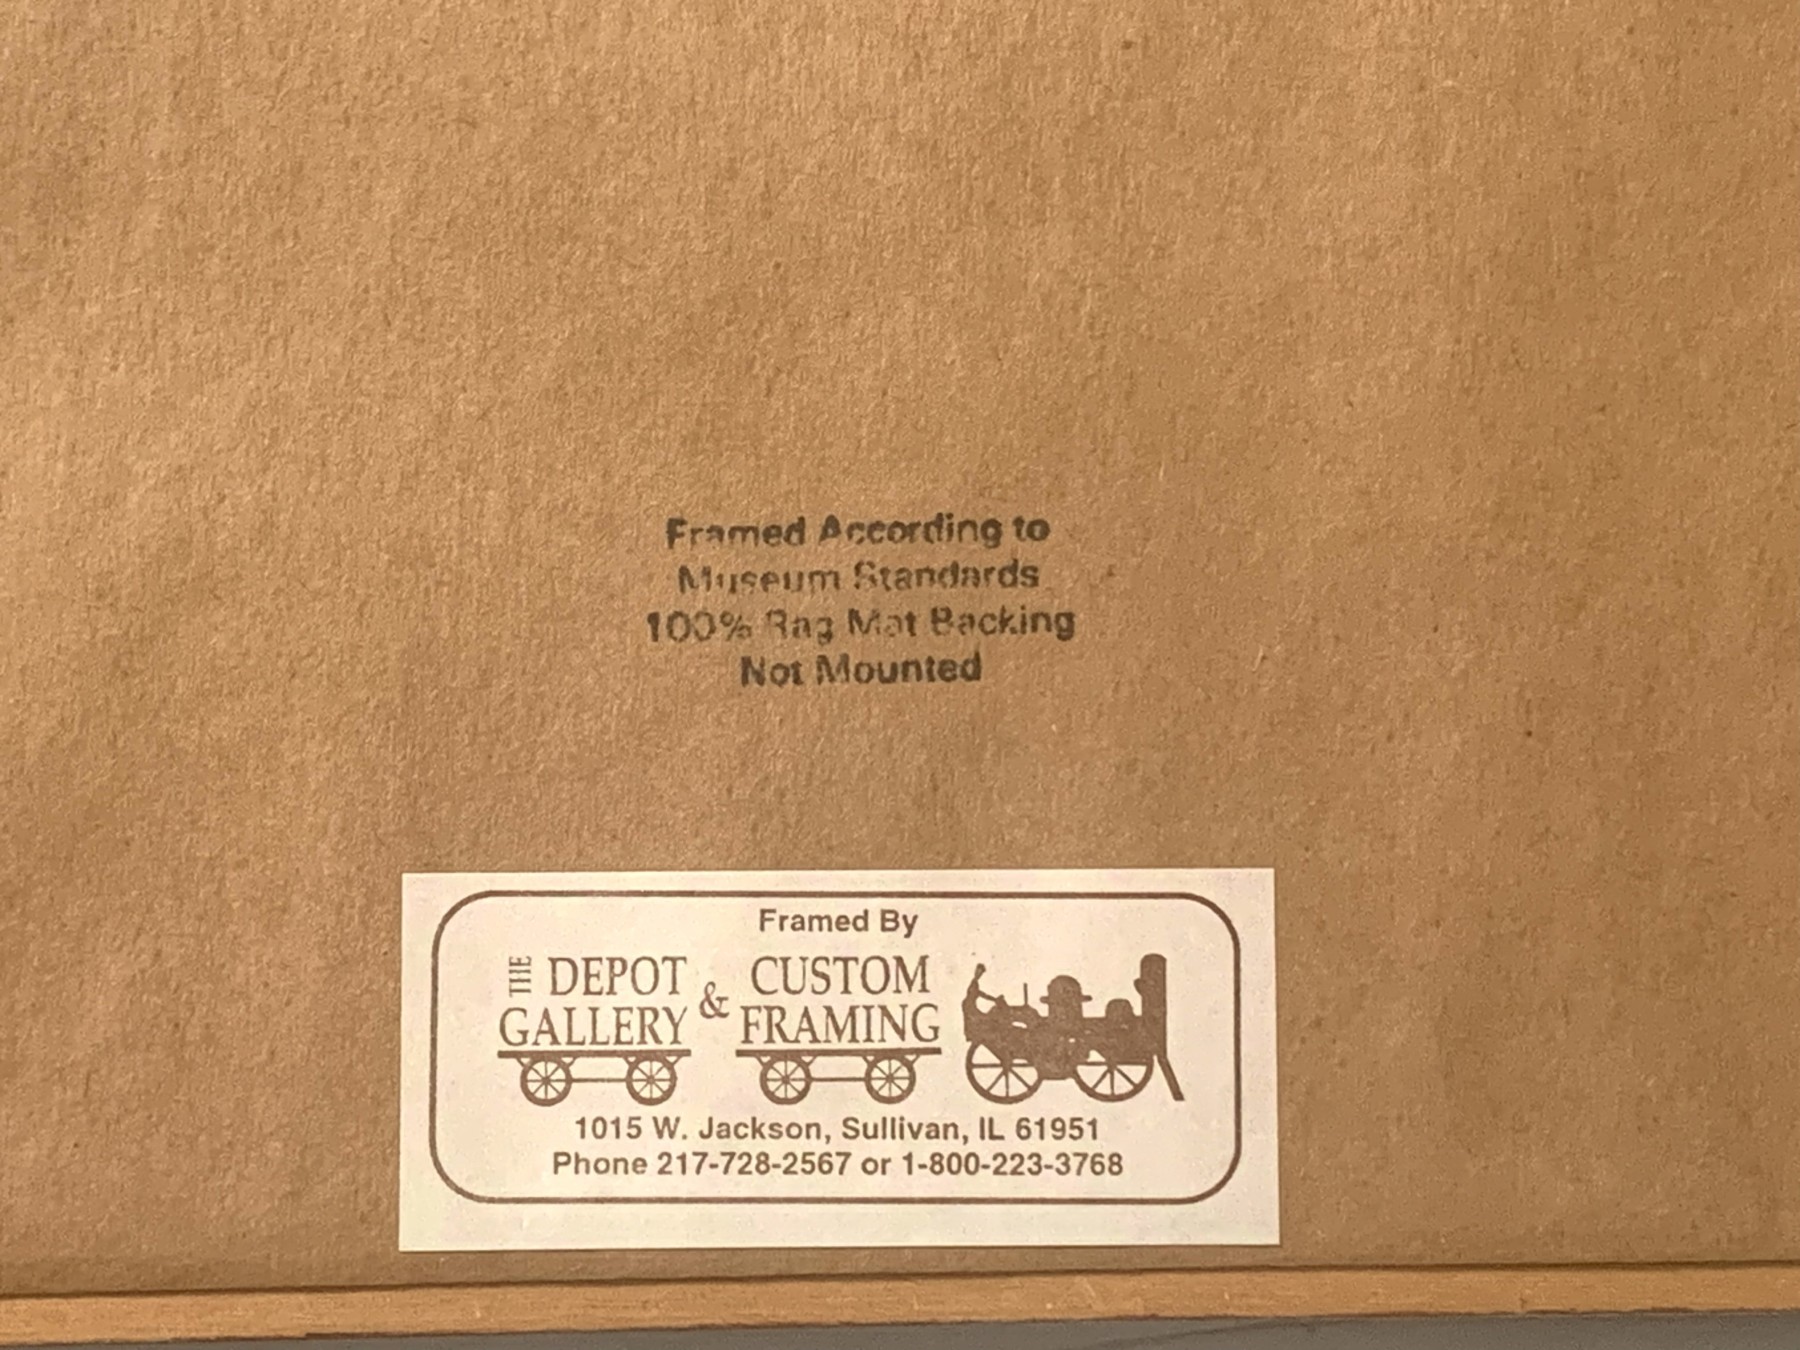 Framed According to
Museum Standards
100% Rag Mat Backing
Not Mounted
Framed By
THE DEPOT GALLERY & CUSTOM FRAMING
1015 W. Jackson, Sullivan, IL 61951
Phone 217-728-2567 or 1-800-223-3768